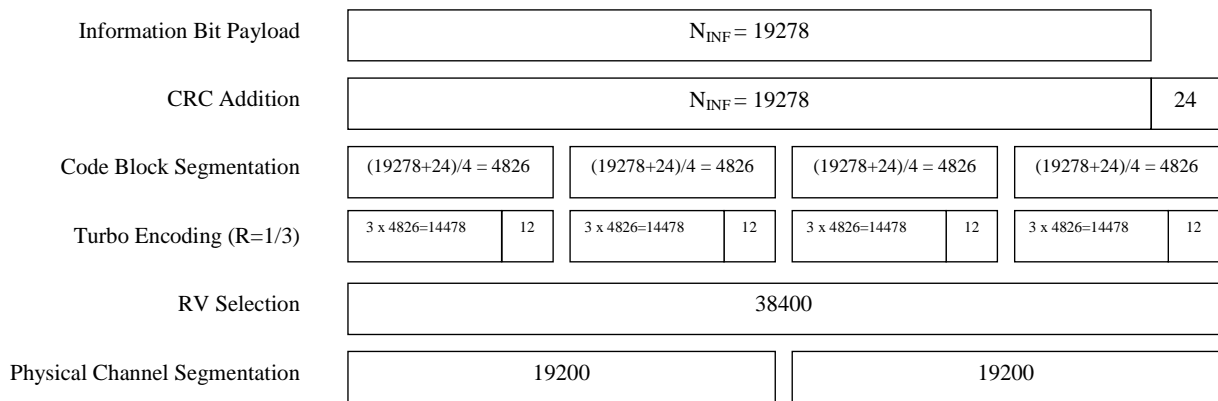 Information Bit Payload N_INF = 19278
CRC Addition N_INF = 19278 24
Code Block Segmentation (19278+24)/4 = 4826 (19278+24)/4 = 4826 (19278+24)/4 = 4826 (19278+24)/4 = 4826
Turbo Encoding (R=1/3) 3 x 4826=14478 12 3 x 4826=14478 12 3 x 4826=14478 12 3 x 4826=14478 12
RV Selection 38400
Physical Channel Segmentation 19200 19200